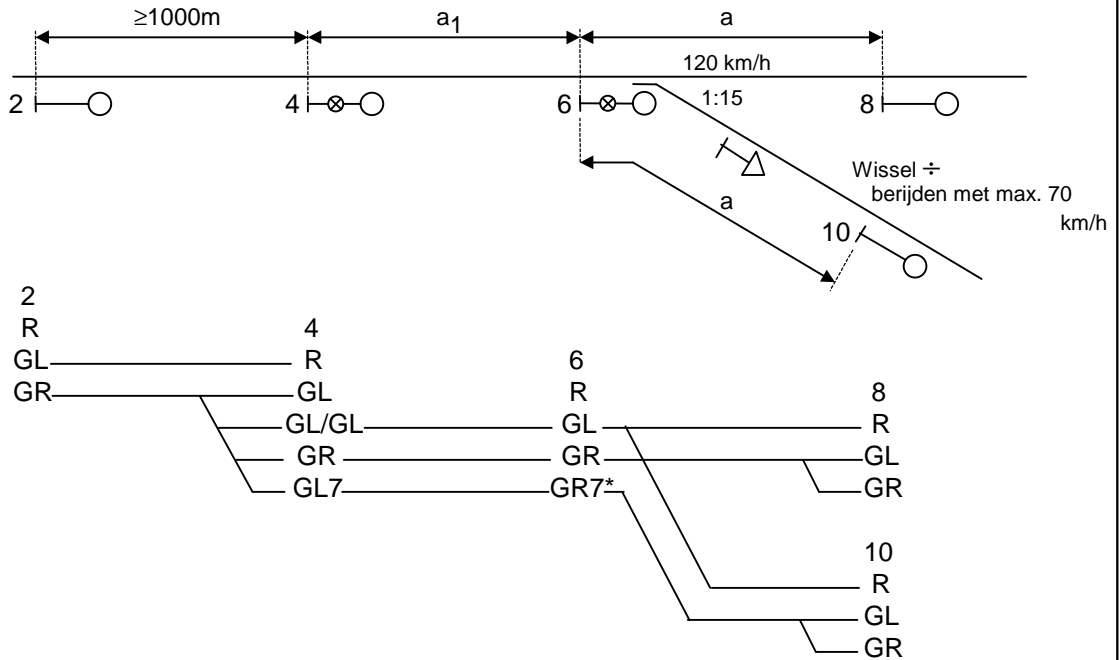 ≥1000m a1 a
120 km/h
2 4 6 1:15 8
Wissel ÷
berijden met max. 70
km/h
a
10
2
R 4
GL R 6
GR GL R 8
GL/GL GL R
GR GR GL
GL7 GR7* GR
10
R
GL
GR